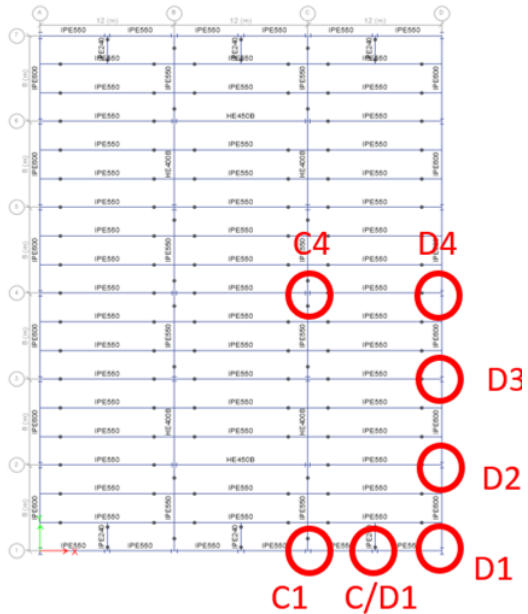 A B C D
12 (m) 12 (m) 12 (m)
7 IPE550 IPE550 IPE550 IPE550 IPE550 IPE550
IPE240 IPE240 IPE240
IPE550 IPE550 IPE550
8 (m) IPE600 IPE550 IPE550 IPE600
IPE550 IPE550 IPE550
6 IPE550 HE450B IPE550
IPE550 IPE550 IPE550
8 (m) IPE600 HE400B HE400B IPE600
IPE550 IPE550 IPE550
5 IPE550 IPE550 IPE550
IPE550 IPE550 IPE550
8 (m) IPE600 IPE550 IPE550 IPE600
C4 D4
IPE550 IPE550 IPE550
4 IPE550 IPE550 IPE550
IPE550 IPE550 IPE550
8 (m) IPE600 IPE550 IPE550 IPE600
IPE550 IPE550 IPE550
3 IPE550 IPE550 IPE550
D3
IPE550 IPE550 IPE550
8 (m) IPE600 HE400B HE400B IPE600
IPE550 IPE550 IPE550
2 IPE550 HE450B IPE550
D2
IPE550 IPE550 IPE550
8 (m) IPE600 IPE550 IPE550 IPE600
IPE550 IPE550 IPE550
IPE240 IPE240 IPE240
1 IPE550 IPE550 IPE550 IPE550 IPE550 IPE550
X
D1
C1 C/D1